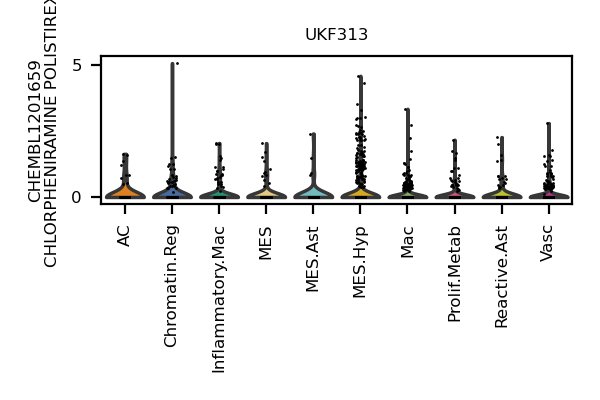 UKF313
CHEMBL1201659
CHLORPHENIRAMINE POLISTIREX
5
0
AC
Chromatin.Reg
Inflammatory.Mac
MES
MES.Ast
MES.Hyp
Mac
Prolif.Metab
Reactive.Ast
Vasc